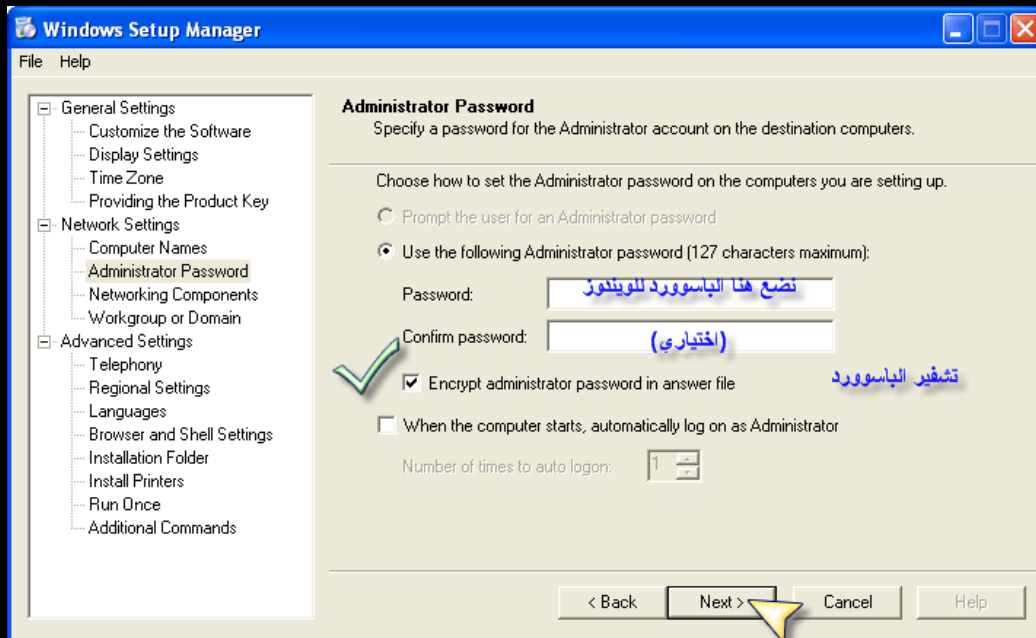 Windows Setup Manager
File Help
General Settings
Customize the Software
Display Settings
Time Zone
Providing the Product Key
Network Settings
Computer Names
Administrator Password
Networking Components
Workgroup or Domain
Advanced Settings
Telephony
Regional Settings
Languages
Browser and Shell Settings
Installation Folder
Install Printers
Run Once
Additional Commands
Administrator Password
Specify a password for the Administrator account on the destination computers.
Choose how to set the Administrator password on the computers you are setting up.
Prompt the user for an Administrator password
Use the following Administrator password (127 characters maximum):
Password: نضع هنا الباسوورد للويندوز
Confirm password: (اختياري)
Encrypt administrator password in answer file تشفير الباسوورد
When the computer starts, automatically log on as Administrator
Number of times to auto logon: 1
< Back Next > Cancel Help